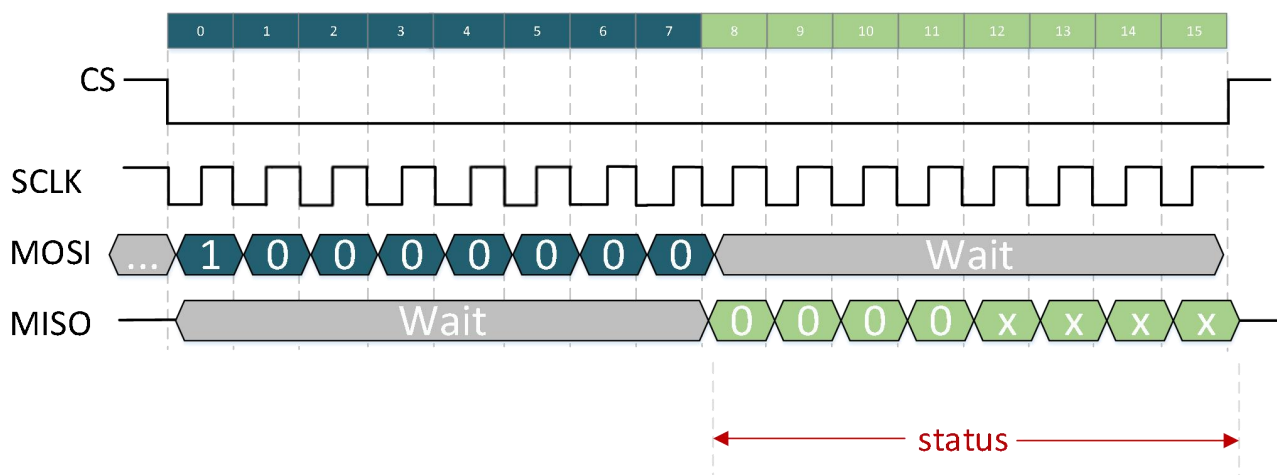 0 1 2 3 4 5 6 7 8 9 10 11 12 13 14 15
CS
SCLK
MOSI ... 1 0 0 0 0 0 0 0 Wait
MISO Wait 0 0 0 0 x x x x
status